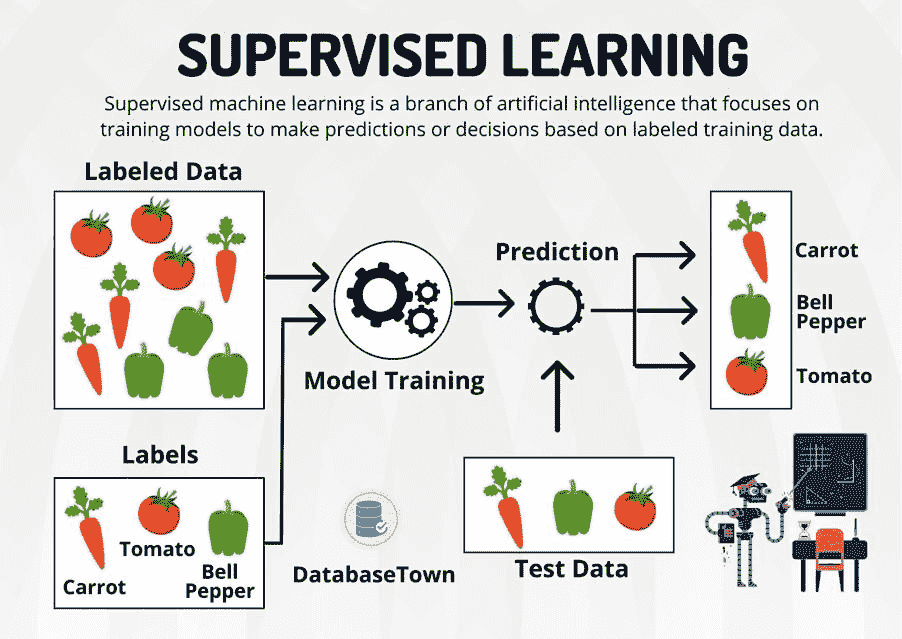 SUPERVISED LEARNING
Supervised machine learning is a branch of artificial intelligence that focuses on
training models to make predictions or decisions based on labeled training data.
Labeled Data
Model Training
Prediction
Carrot
Bell
Pepper
Tomato
Labels
Carrot
Tomato
Bell
Pepper
DatabaseTown
Test Data